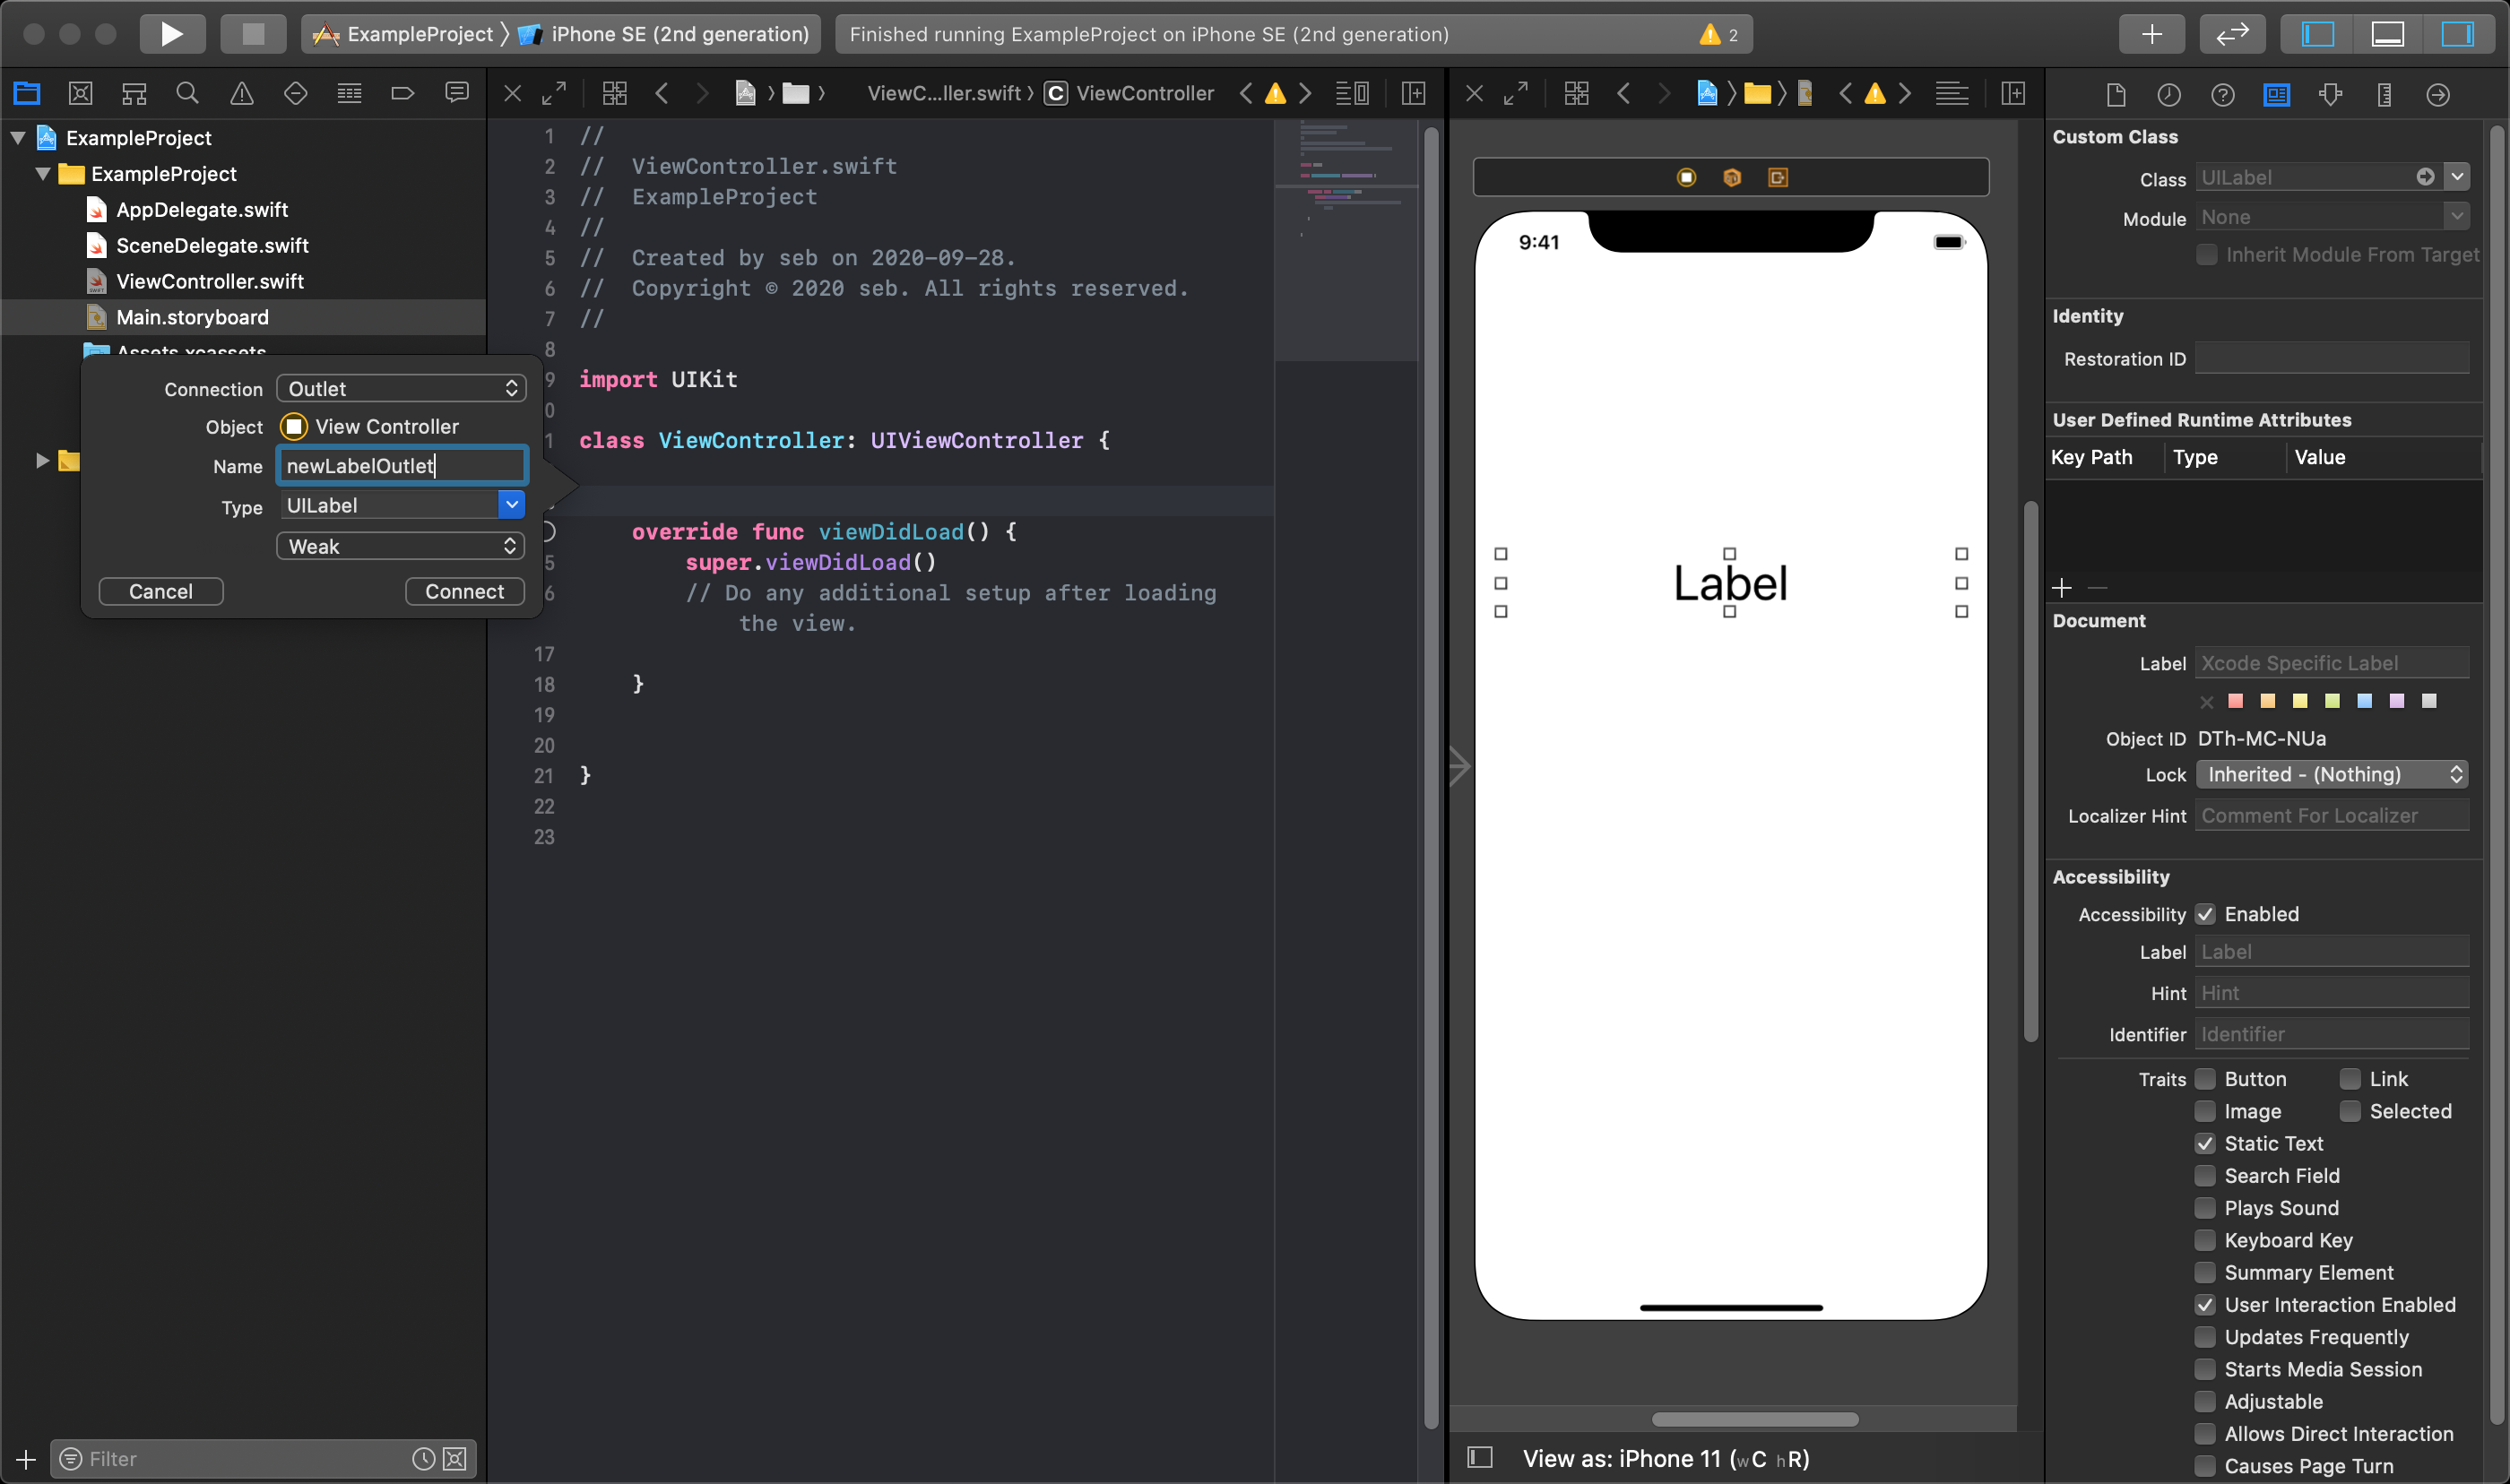 ExampleProject 〉 iPhone SE (2nd generation)
Finished running ExampleProject on iPhone SE (2nd generation)
2
ExampleProject
ExampleProject
AppDelegate.swift
SceneDelegate.swift
ViewController.swift
Main.storyboard
Assets.xcassets
Connection Outlet
Object View Controller
Name newLabelOutlet
Type UILabel
Weak
Cancel Connect
Filter
ViewC...ller.swift 〉 C ViewController
1 //
2 //  ViewController.swift
3 //  ExampleProject
4 //
5 //  Created by seb on 2020-09-28.
6 //  Copyright © 2020 seb. All rights reserved.
7 //
8
9 import UIKit
0
1 class ViewController: UIViewController {
override func viewDidLoad() {
5 super.viewDidLoad()
6 // Do any additional setup after loading
the view.
17
18 }
19
20
21 }
22
23
9:41
Label
View as: iPhone 11 (wC hR)
Custom Class
Class UILabel
Module None
Inherit Module From Target
Identity
Restoration ID
User Defined Runtime Attributes
Key Path Type Value
Document
Label Xcode Specific Label
Object ID DTh-MC-NUa
Lock Inherited - (Nothing)
Localizer Hint Comment For Localizer
Accessibility
Accessibility Enabled
Label Label
Hint Hint
Identifier Identifier
Traits Button Link
Image Selected
Static Text
Search Field
Plays Sound
Keyboard Key
Summary Element
User Interaction Enabled
Updates Frequently
Starts Media Session
Adjustable
Allows Direct Interaction
Causes Page Turn